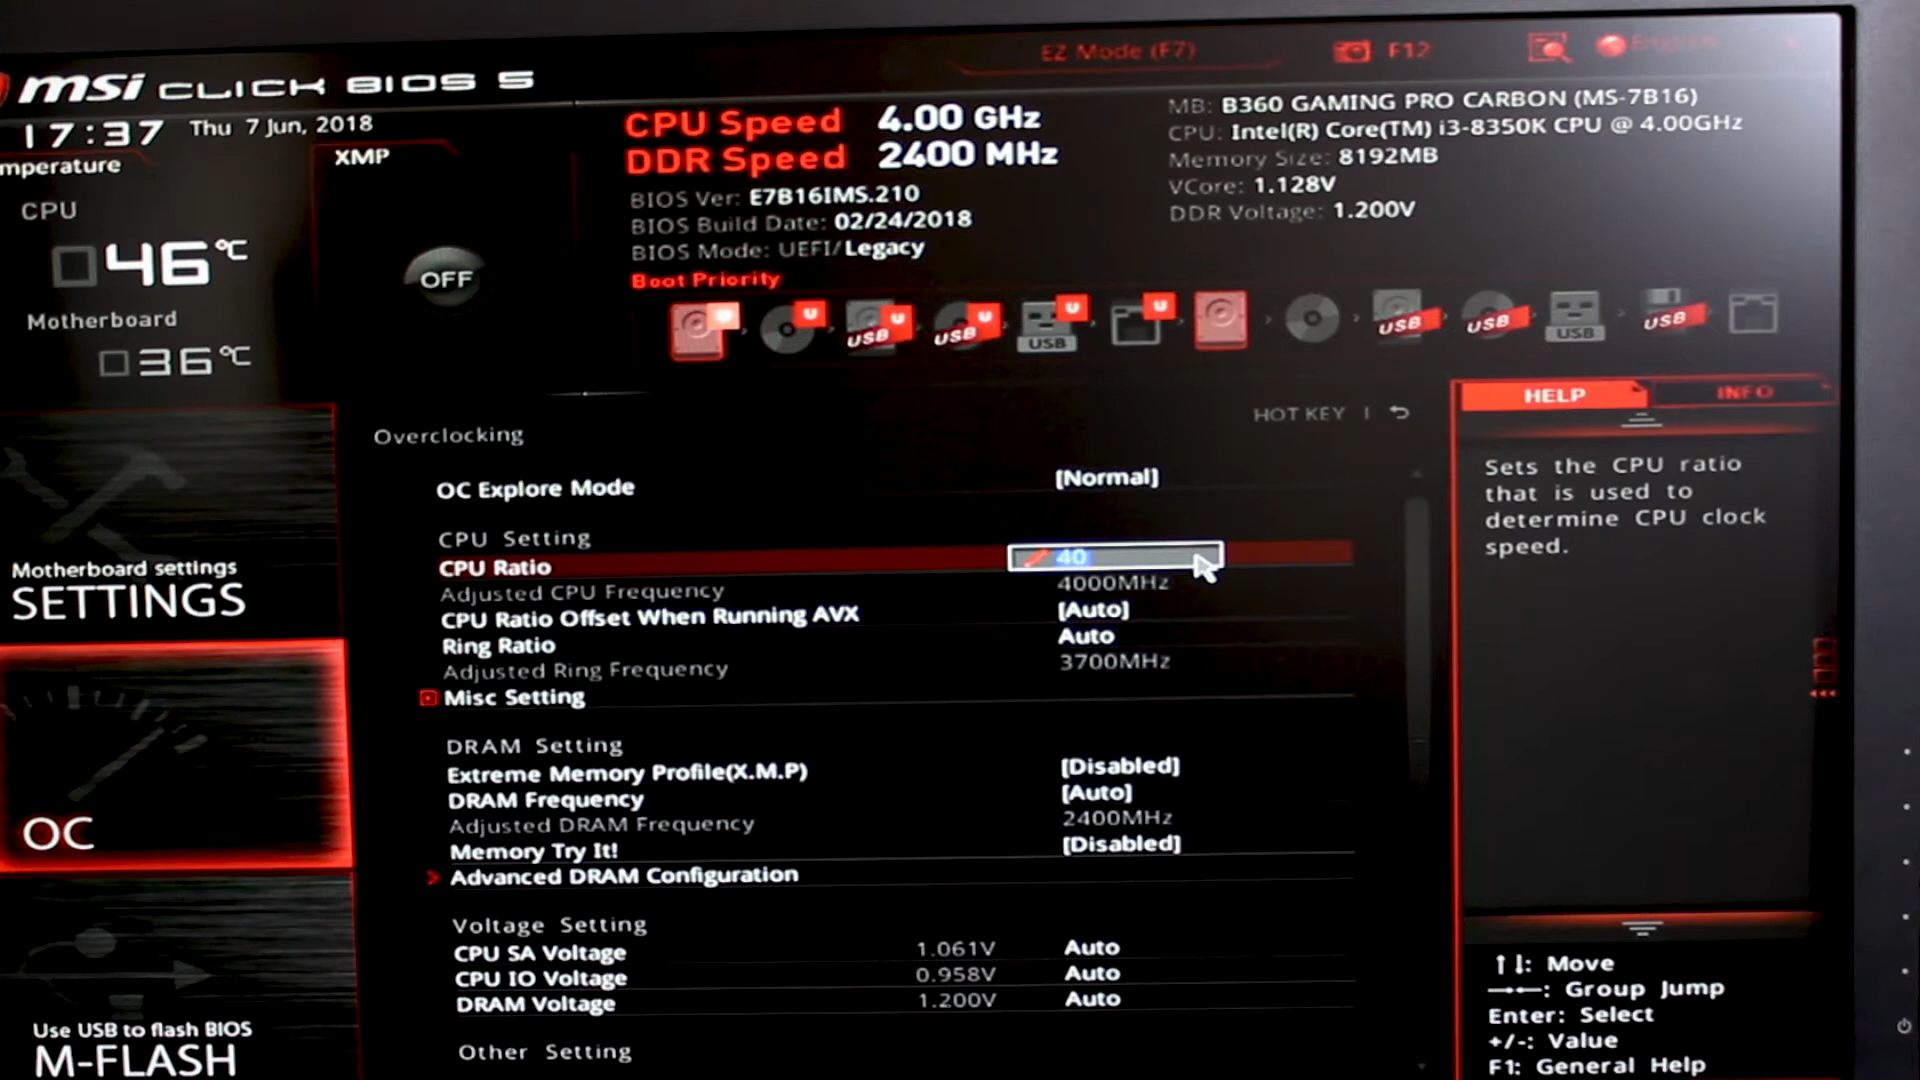 EZ Mode (F7)
F12
English
msi CLICK BIOS 5
17:37 Thu 7 Jun, 2018
mperature
XMP
CPU
46°C
OFF
Motherboard
36°C
CPU Speed 4.00 GHz
DDR Speed 2400 MHz
BIOS Ver: E7B16IMS.210
BIOS Build Date: 02/24/2018
BIOS Mode: UEFI/Legacy
Boot Priority
MB: B360 GAMING PRO CARBON (MS-7B16)
CPU: Intel(R) Core(TM) i3-8350K CPU @ 4.00GHz
Memory Size: 8192MB
VCore: 1.128V
DDR Voltage: 1.200V
U U USB U USB U USB U U USB USB USB USB
Motherboard settings
SETTINGS
OC
Use USB to flash BIOS
M-FLASH
HOT KEY |
Overclocking
OC Explore Mode [Normal]
CPU Setting
CPU Ratio 40
Adjusted CPU Frequency 4000MHz
CPU Ratio Offset When Running AVX [Auto]
Ring Ratio Auto
Adjusted Ring Frequency 3700MHz
Misc Setting
DRAM Setting
Extreme Memory Profile(X.M.P) [Disabled]
DRAM Frequency [Auto]
Adjusted DRAM Frequency 2400MHz
Memory Try It! [Disabled]
Advanced DRAM Configuration
Voltage Setting
CPU SA Voltage 1.061V Auto
CPU IO Voltage 0.958V Auto
DRAM Voltage 1.200V Auto
Other Setting
HELP
INFO
Sets the CPU ratio
that is used to
determine CPU clock
speed.
↑↓: Move
→←: Group Jump
Enter: Select
+/-: Value
F1: General Help